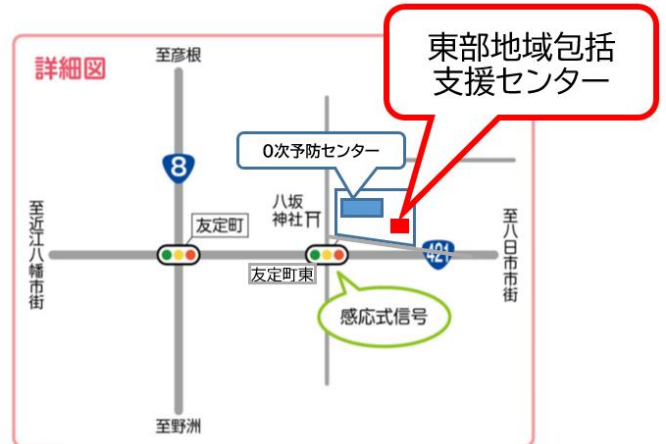 東部地域包括
支援センター
詳細図
至彦根
8
0次予防センター
八坂
神社
友定町
至近江八幡市街
至八日市市街
421
友定町東
感応式信号
至野洲